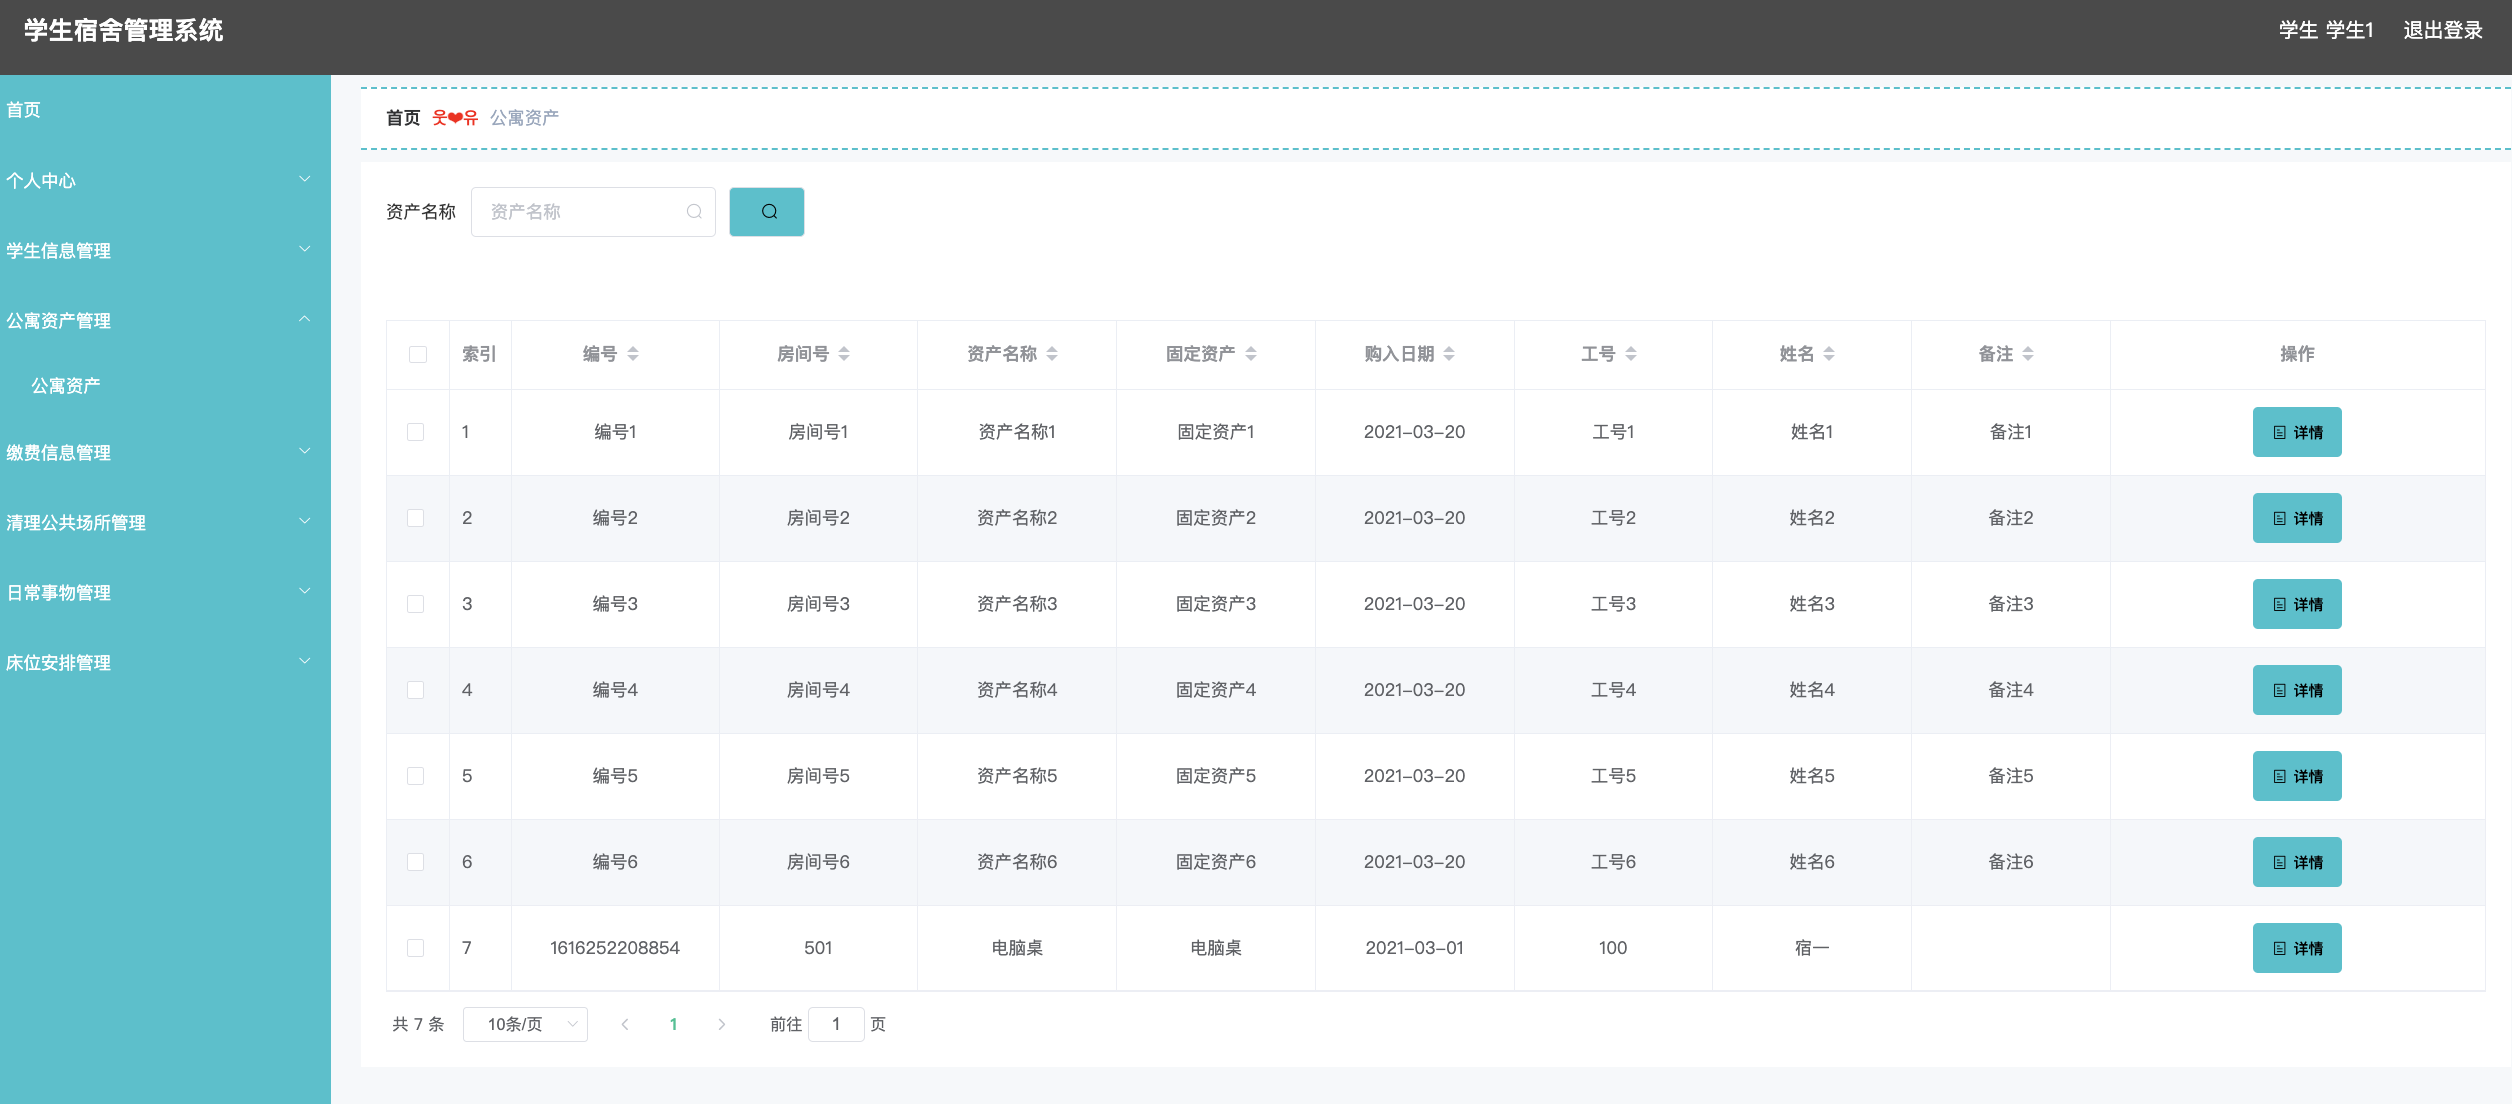 学生宿舍管理系统 学生 学生1 退出登录
首页
个人中心
学生信息管理
公寓资产管理
公寓资产
缴费信息管理
清理公共场所管理
日常事物管理
床位安排管理
首页 웃❤유 公寓资产
资产名称 资产名称
索引 编号 房间号 资产名称 固定资产 购入日期 工号 姓名 备注 操作
1 编号1 房间号1 资产名称1 固定资产1 2021-03-20 工号1 姓名1 备注1 详情
2 编号2 房间号2 资产名称2 固定资产2 2021-03-20 工号2 姓名2 备注2 详情
3 编号3 房间号3 资产名称3 固定资产3 2021-03-20 工号3 姓名3 备注3 详情
4 编号4 房间号4 资产名称4 固定资产4 2021-03-20 工号4 姓名4 备注4 详情
5 编号5 房间号5 资产名称5 固定资产5 2021-03-20 工号5 姓名5 备注5 详情
6 编号6 房间号6 资产名称6 固定资产6 2021-03-20 工号6 姓名6 备注6 详情
7 1616252208854 501 电脑桌 电脑桌 2021-03-01 100 宿一 详情
共 7 条 10条/页 1 前往 1 页